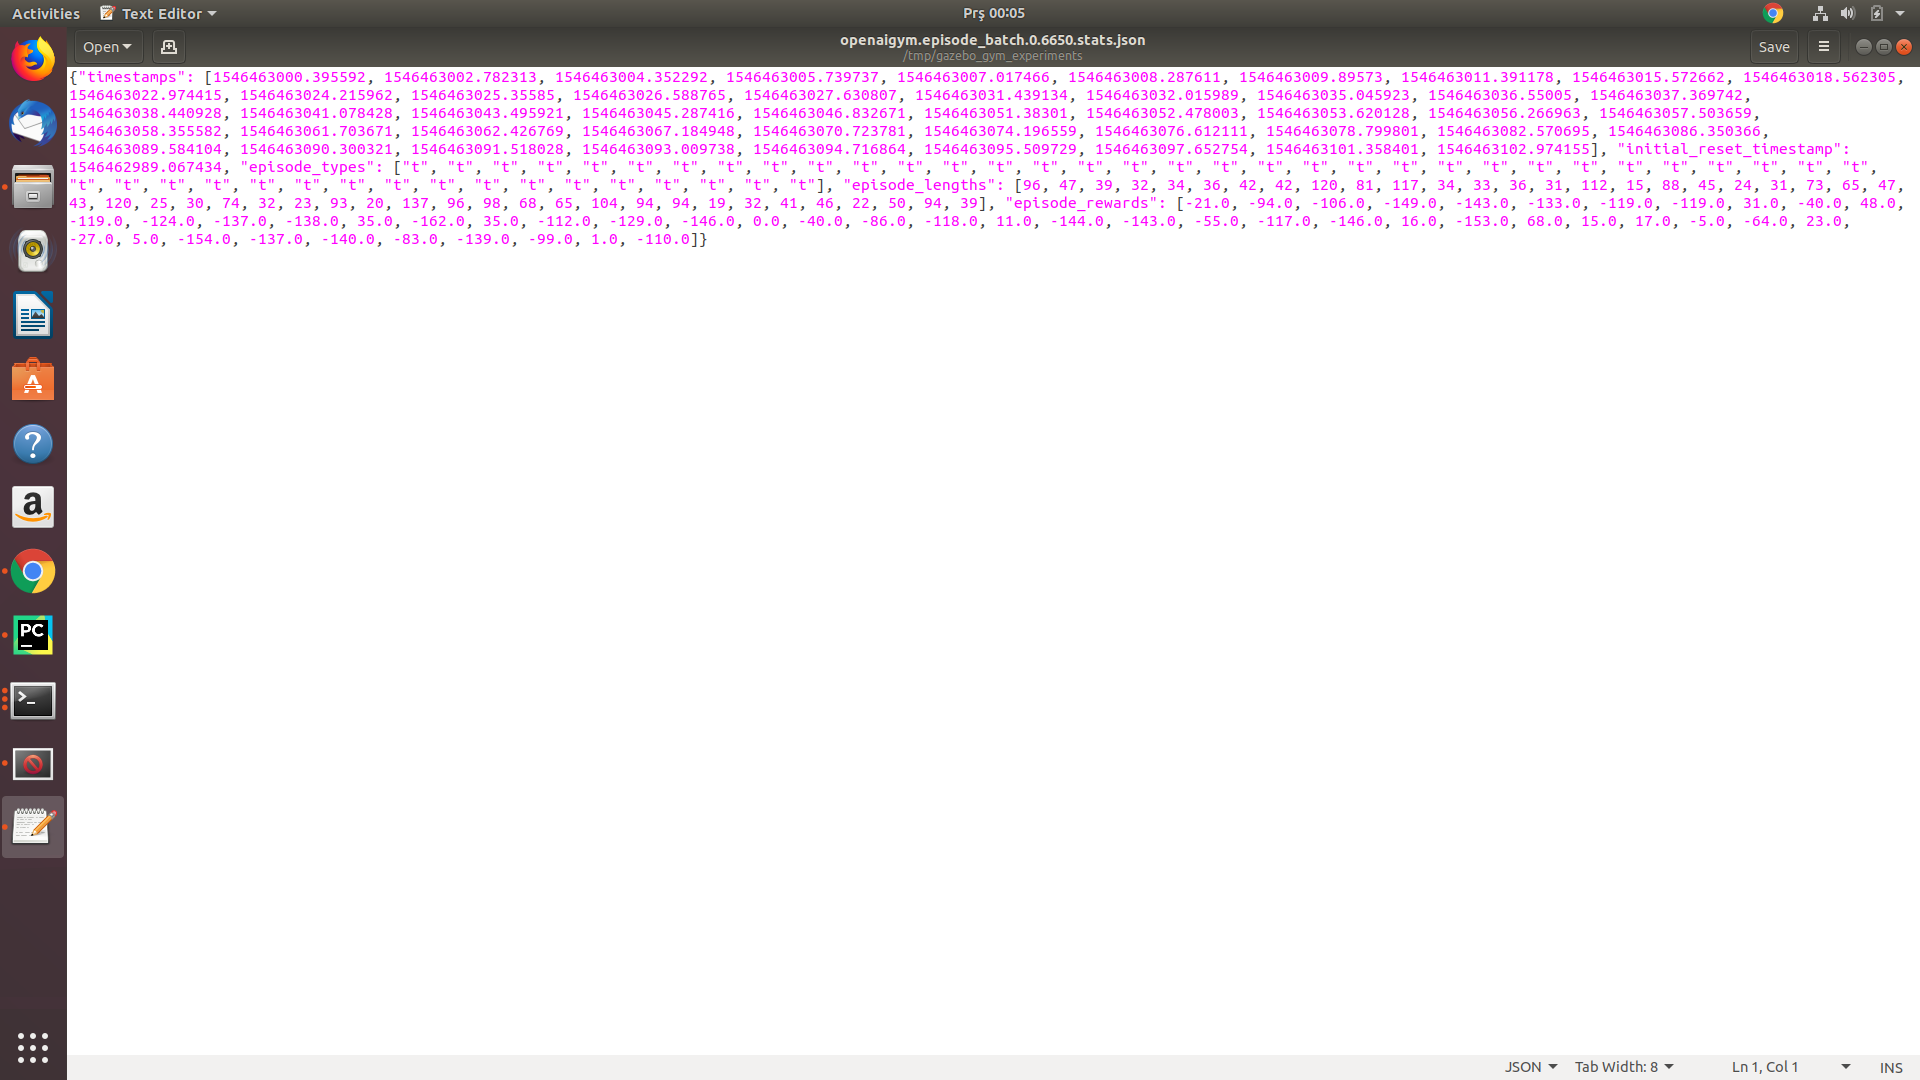 Activities
Text Editor
Prş 00:05
Open
openaigym.episode_batch.0.6650.stats.json
/tmp/gazebo_gym_experiments
Save
{"timestamps": [1546463000.395592, 1546463002.782313, 1546463004.352292, 1546463005.739737, 1546463007.017466, 1546463008.287611, 1546463009.89573, 1546463011.391178, 1546463015.572662, 1546463018.562305,
1546463022.974415, 1546463024.215962, 1546463025.35585, 1546463026.588765, 1546463027.630807, 1546463031.439134, 1546463032.015989, 1546463035.045923, 1546463036.55005, 1546463037.369742,
1546463038.440928, 1546463041.078428, 1546463043.495921, 1546463045.287416, 1546463046.832671, 1546463051.38301, 1546463052.478003, 1546463053.620128, 1546463056.266963, 1546463057.503659,
1546463058.355582, 1546463061.703671, 1546463062.426769, 1546463067.184948, 1546463070.723781, 1546463074.196559, 1546463076.612111, 1546463078.799801, 1546463082.570695, 1546463086.350366,
1546463089.584104, 1546463090.300321, 1546463091.518028, 1546463093.009738, 1546463094.716864, 1546463095.509729, 1546463097.652754, 1546463101.358401, 1546463102.974155], "initial_reset_timestamp":
1546462989.067434, "episode_types": ["t", "t", "t", "t", "t", "t", "t", "t", "t", "t", "t", "t", "t", "t", "t", "t", "t", "t", "t", "t", "t", "t", "t", "t", "t", "t", "t", "t", "t", "t", "t", "t", "t",
"t", "t", "t", "t", "t", "t", "t", "t", "t", "t", "t", "t", "t", "t", "t", "t", "t"], "episode_lengths": [96, 47, 39, 32, 34, 36, 42, 42, 120, 81, 117, 34, 33, 36, 31, 112, 15, 88, 45, 24, 31, 73, 65, 47,
43, 120, 25, 30, 74, 32, 23, 93, 20, 137, 96, 98, 68, 65, 104, 94, 94, 19, 32, 41, 46, 22, 50, 94, 39], "episode_rewards": [-21.0, -94.0, -106.0, -149.0, -143.0, -133.0, -119.0, -119.0, 31.0, -40.0, 48.0,
-119.0, -124.0, -137.0, -138.0, 35.0, -162.0, 35.0, -112.0, -129.0, -146.0, 0.0, -40.0, -86.0, -118.0, 11.0, -144.0, -143.0, -55.0, -117.0, -146.0, 16.0, -153.0, 68.0, 15.0, 17.0, -5.0, -64.0, 23.0,
-27.0, 5.0, -154.0, -137.0, -140.0, -83.0, -139.0, -99.0, 1.0, -110.0]}
JSON
Tab Width: 8
Ln 1, Col 1
INS